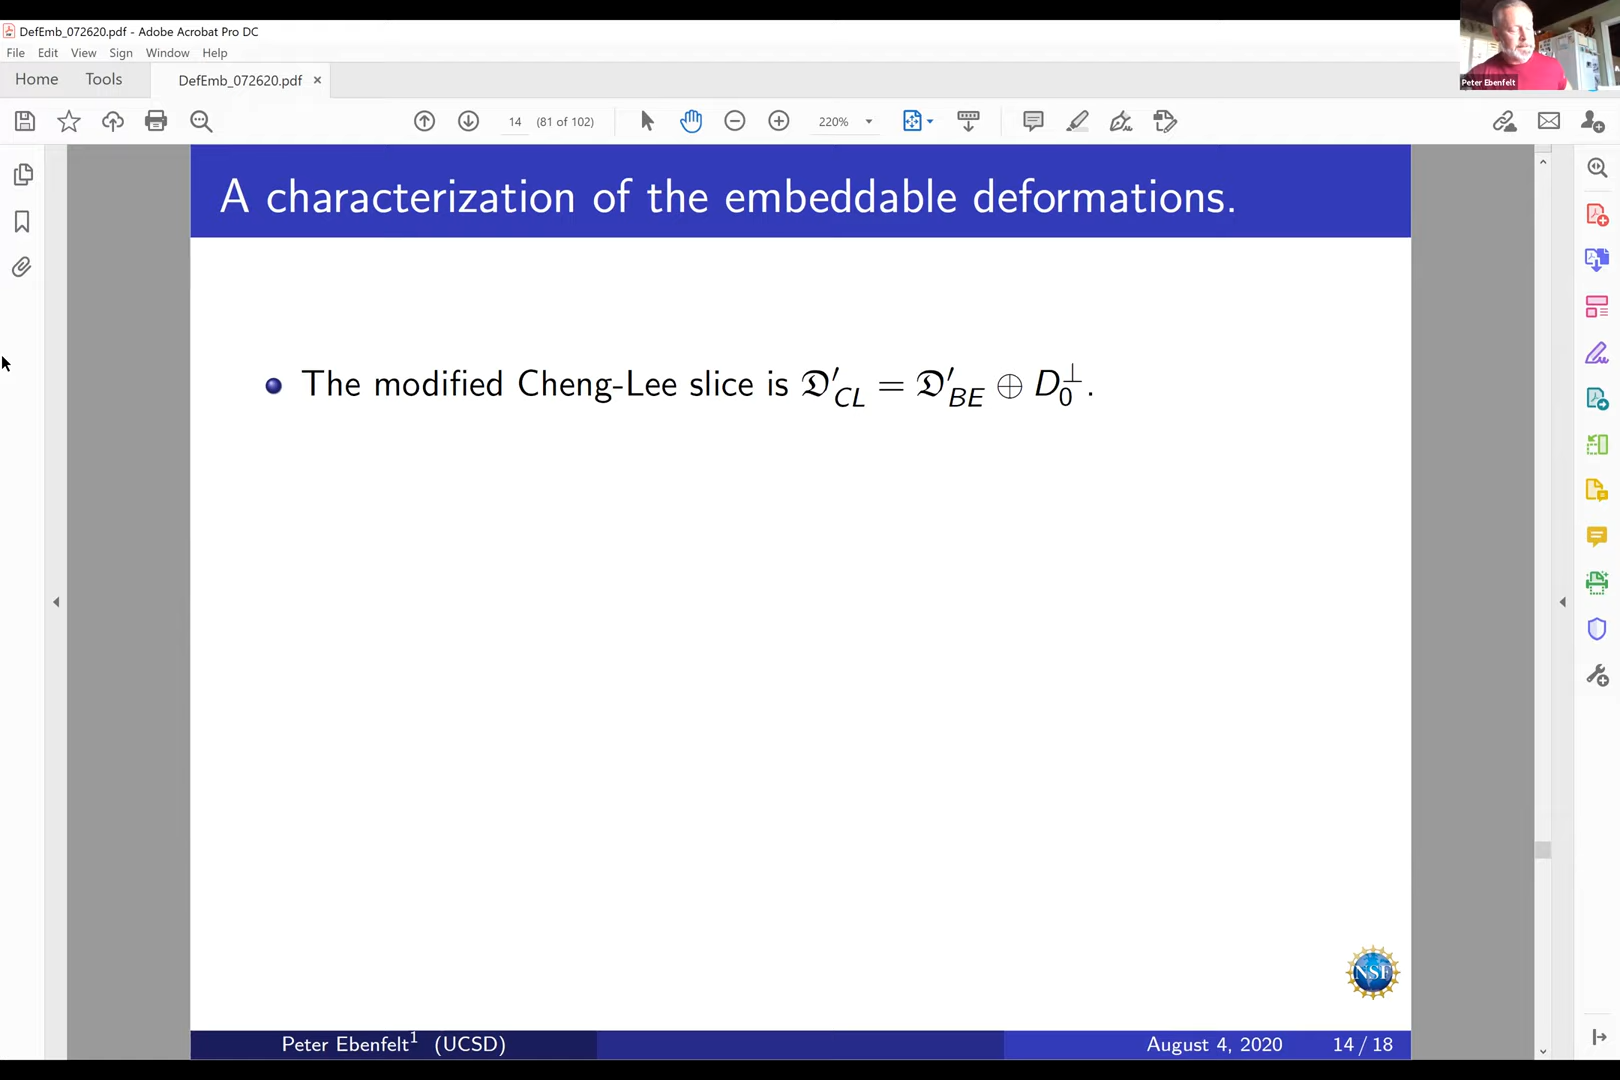 DefEmb_072620.pdf - Adobe Acrobat Pro DC
File Edit View Sign Window Help
Home Tools DefEmb_072620.pdf ×
14 (81 of 102) 220%
Peter Ebenfelt
A characterization of the embeddable deformations.
The modified Cheng-Lee slice is 𝔇′_CL = 𝔇′_BE ⊕ D_0^⊥.
NSF
Peter Ebenfelt¹ (UCSD) August 4, 2020 14 / 18